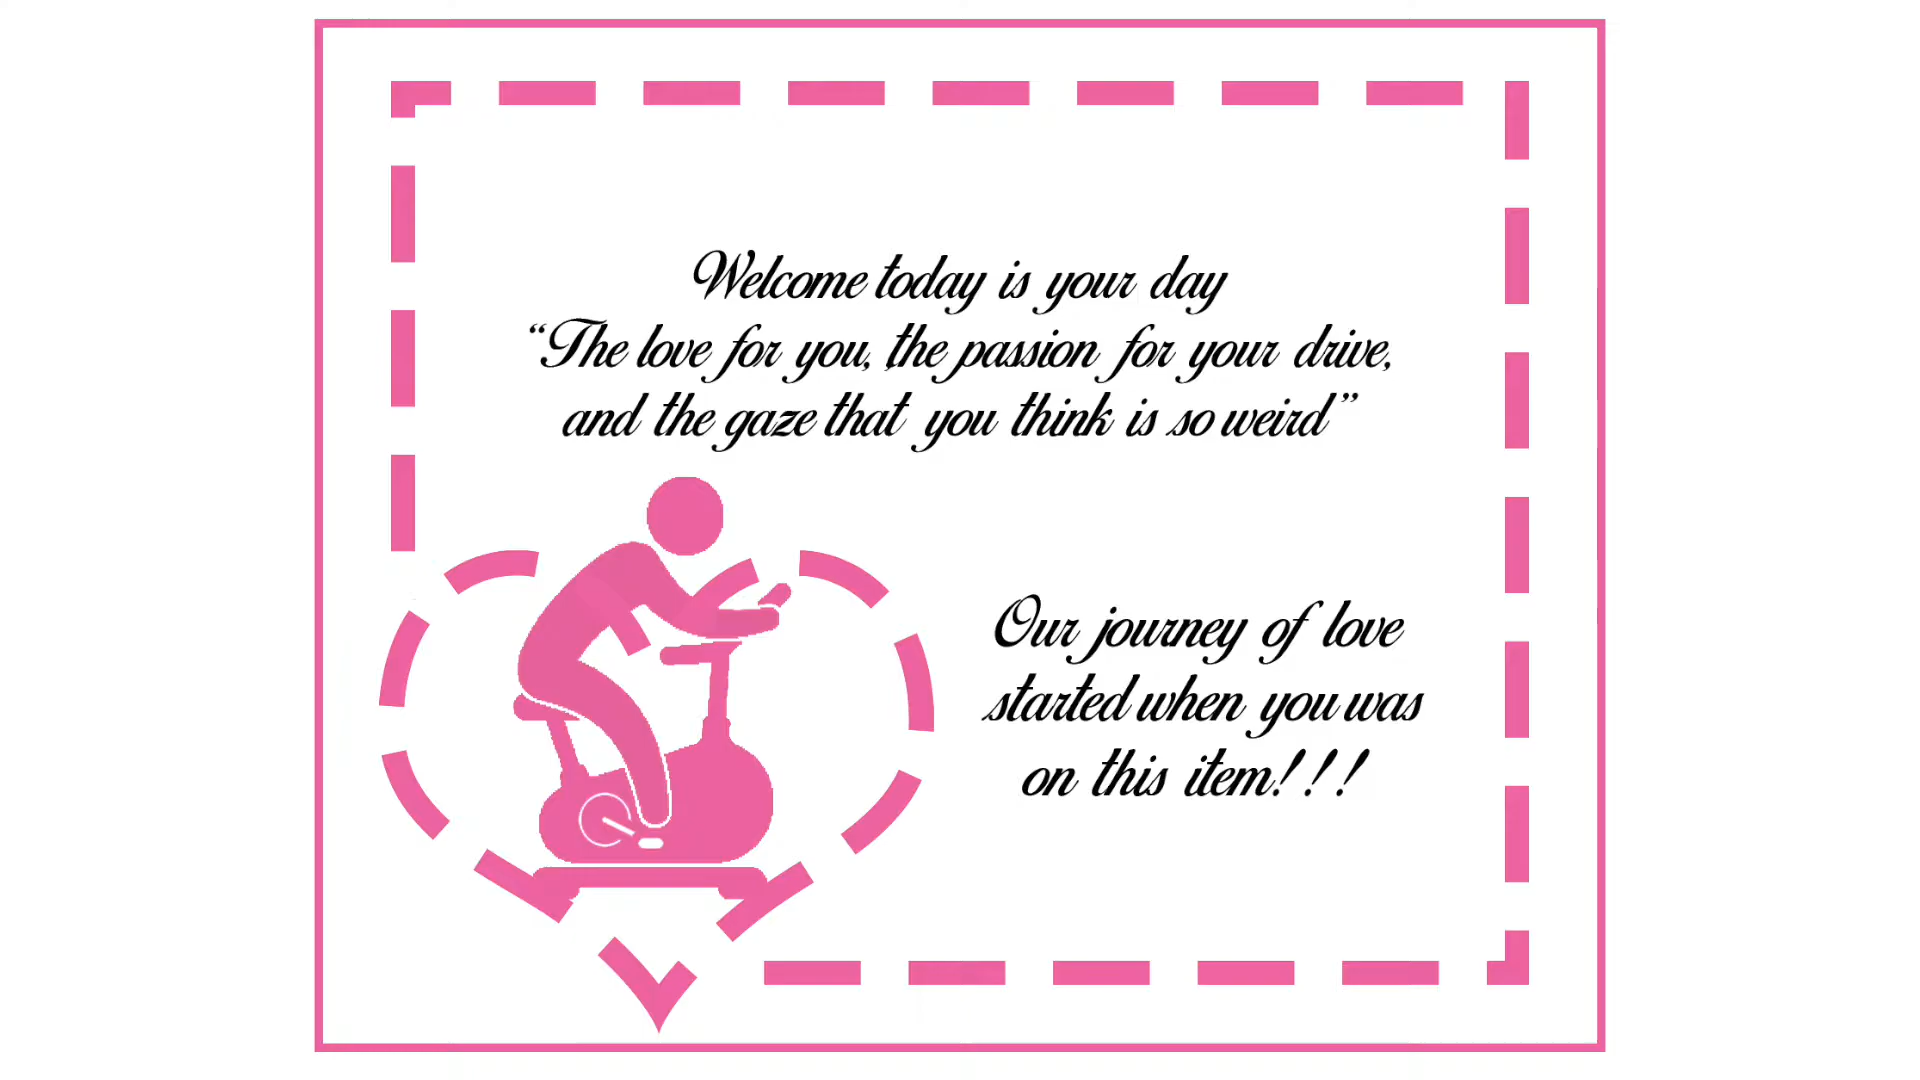 Welcome today is your day
“The love for you, the passion for your drive,
and the gaze that you think is so weird”
Our journey of love
started when you was
on this item!!!